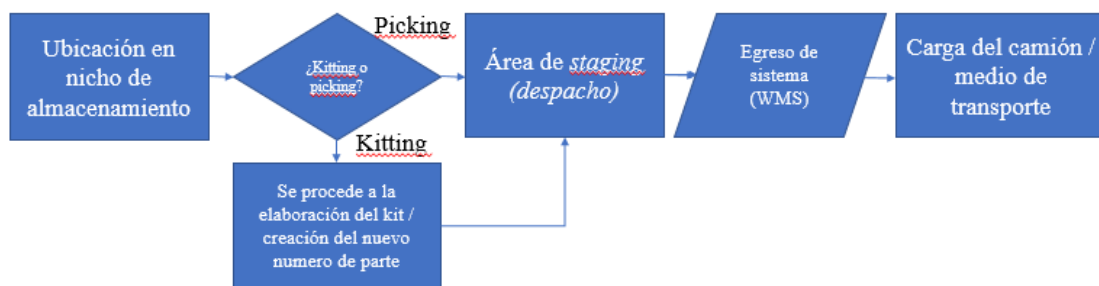 Ubicación en
nicho de
almacenamiento
¿Kitting o
picking?
Picking
Kitting
Área de staging
(despacho)
Egreso de
sistema
(WMS)
Carga del camión /
medio de
transporte
Se procede a la
elaboración del kit /
creación del nuevo
numero de parte